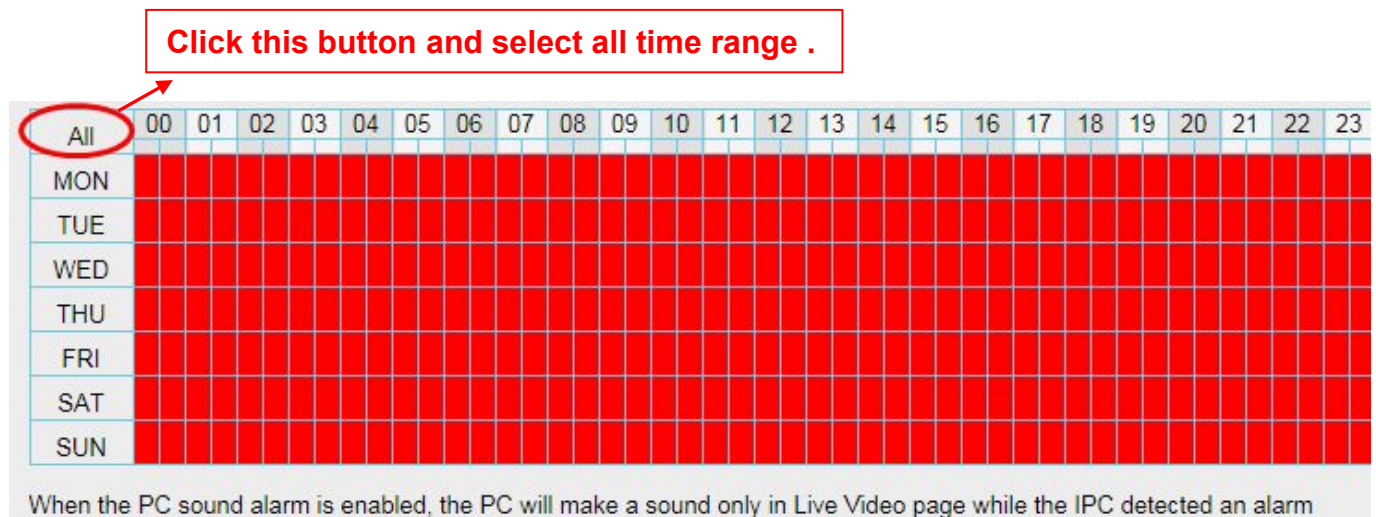 Click this button and select all time range .
All 00 01 02 03 04 05 06 07 08 09 10 11 12 13 14 15 16 17 18 19 20 21 22 23
MON
TUE
WED
THU
FRI
SAT
SUN
When the PC sound alarm is enabled, the PC will make a sound only in Live Video page while the IPC detected an alarm